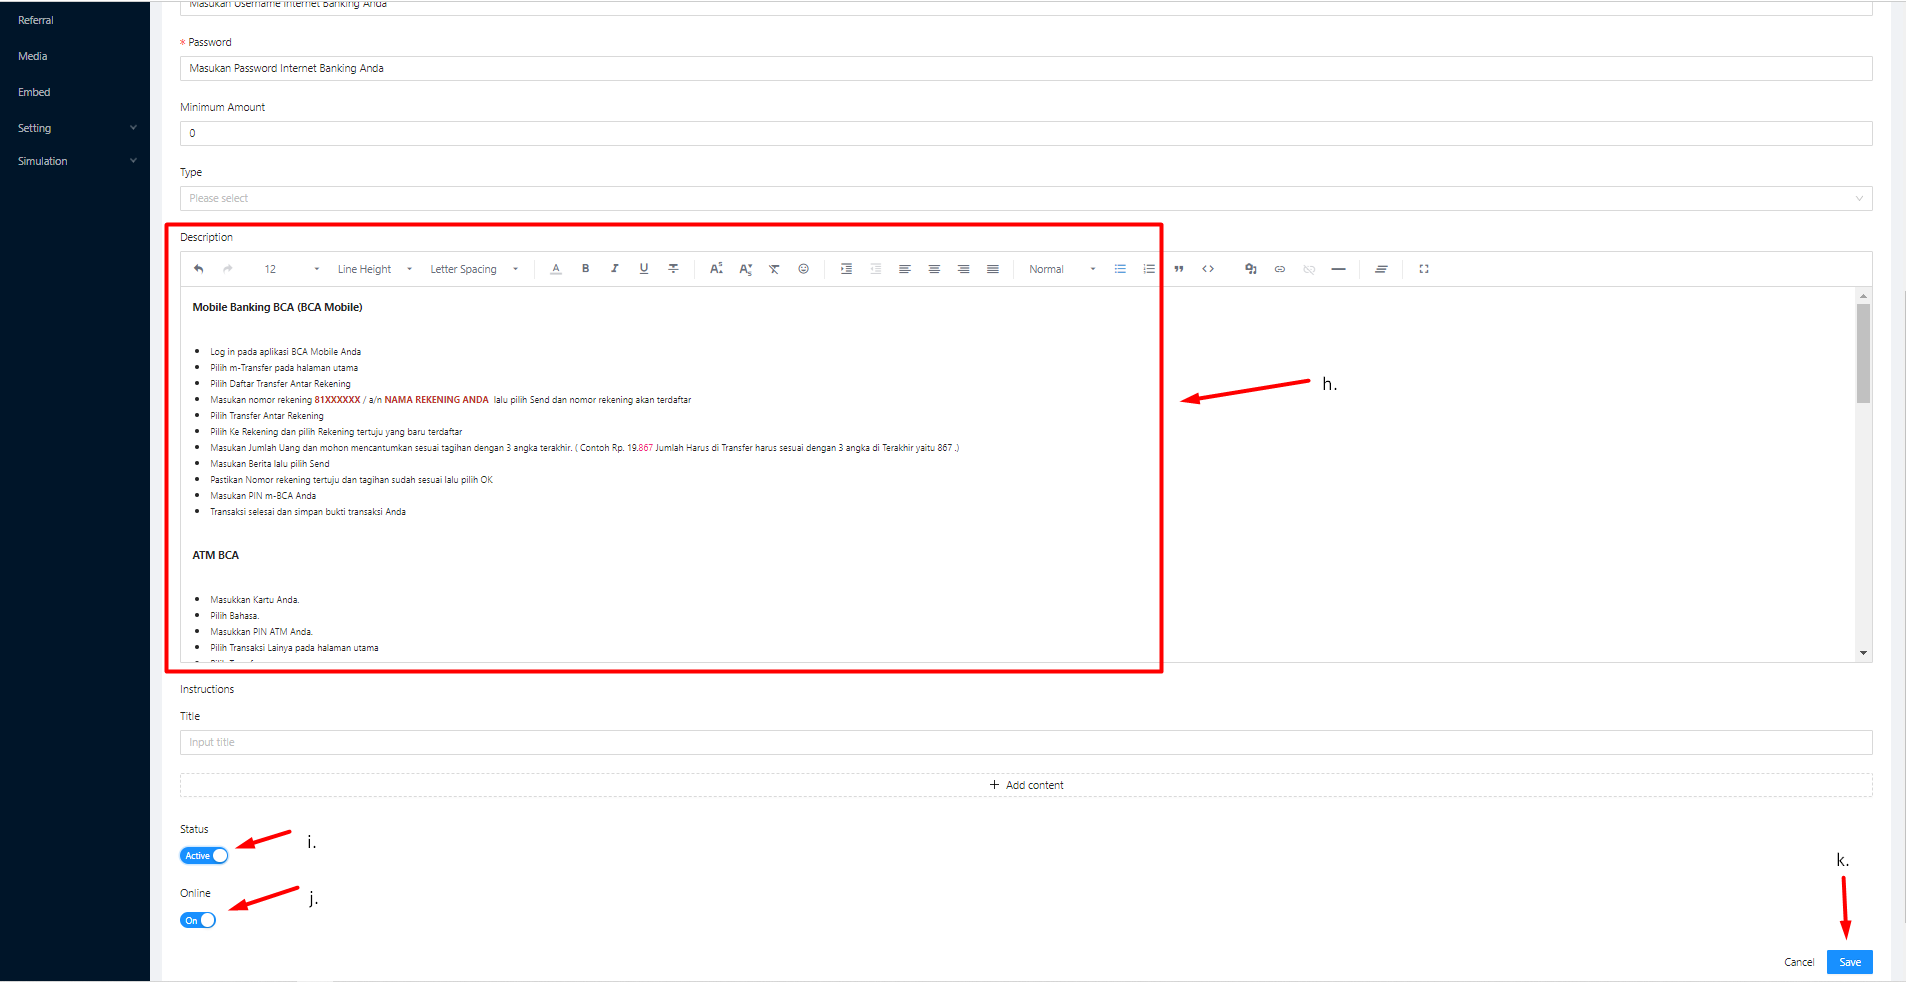 Referral
Media
Embed
Setting
Simulation
Masukan Username Internet Banking Anda
* Password
Masukan Password Internet Banking Anda
Minimum Amount
0
Type
Please select
Description
12 Line Height Letter Spacing Normal
Mobile Banking BCA (BCA Mobile)
Log in pada aplikasi BCA Mobile Anda
Pilih m-Transfer pada halaman utama
Pilih Daftar Transfer Antar Rekening
Masukan nomor rekening 81XXXXXX / a/n NAMA REKENING ANDA lalu pilih Send dan nomor rekening akan terdaftar
Pilih Transfer Antar Rekening
Pilih Ke Rekening dan pilih Rekening tertuju yang baru terdaftar
Masukan Jumlah Uang dan mohon mencantumkan sesuai tagihan dengan 3 angka terakhir. ( Contoh Rp. 19.867 Jumlah Harus di Transfer harus sesuai dengan 3 angka di Terakhir yaitu 867 .)
Masukan Berita lalu pilih Send
Pastikan Nomor rekening tertuju dan tagihan sudah sesuai lalu pilih OK
Masukan PIN m-BCA Anda
Transaksi selesai dan simpan bukti transaksi Anda
ATM BCA
Masukkan Kartu Anda.
Pilih Bahasa.
Masukkan PIN ATM Anda.
Pilih Transaksi Lainya pada halaman utama
h.
Instructions
Title
Input title
+ Add content
Status
Active
i.
Online
On
j.
k.
Cancel
Save